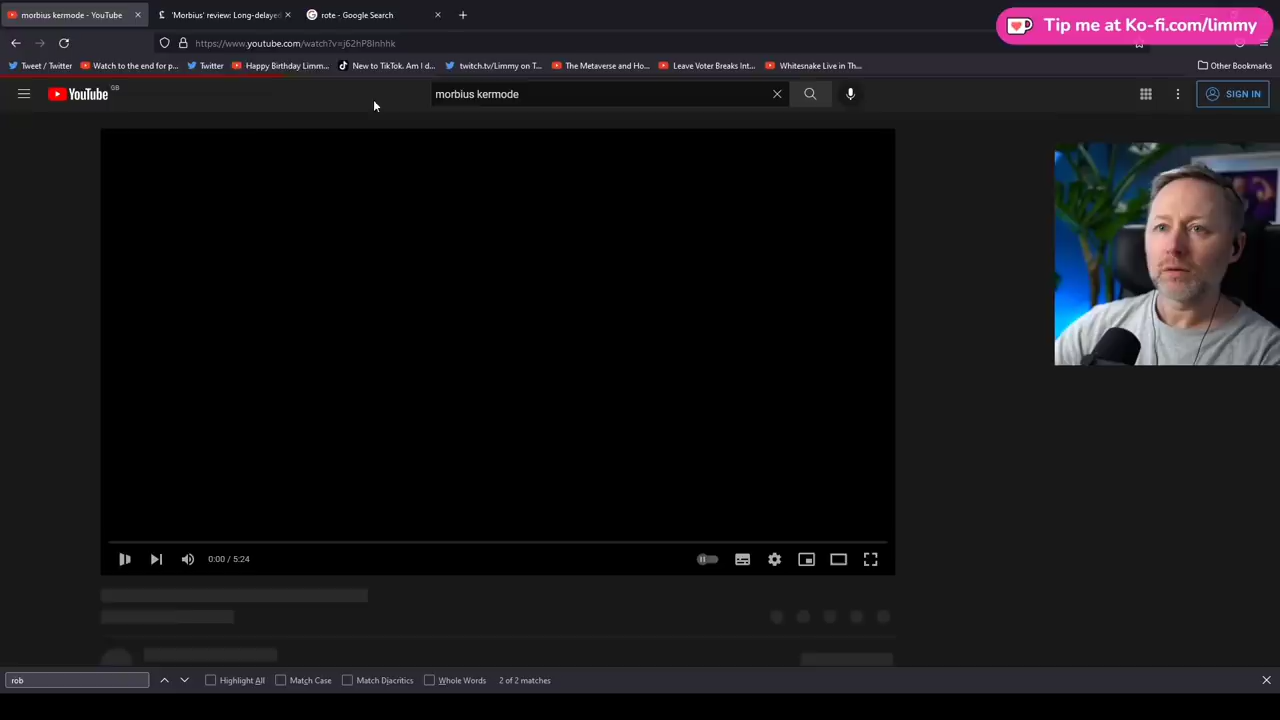 morbius kermode - YouTube
'Morbius' review: Long-delayed
rote - Google Search
Tip me at Ko-fi.com/limmy
https://www.youtube.com/watch?v=j62hP8lnhhk
Tweet / Twitter
Watch to the end for p...
Twitter
Happy Birthday Limm...
New to TikTok. Am I d...
twitch.tv/Limmy on T...
The Metaverse and Ho...
Leave Voter Breaks Int...
Whitesnake Live in Th...
Other Bookmarks
YouTube GB
morbius kermode
SIGN IN
0:00 / 5:24
rob
Highlight All
Match Case
Match Diacritics
Whole Words
2 of 2 matches